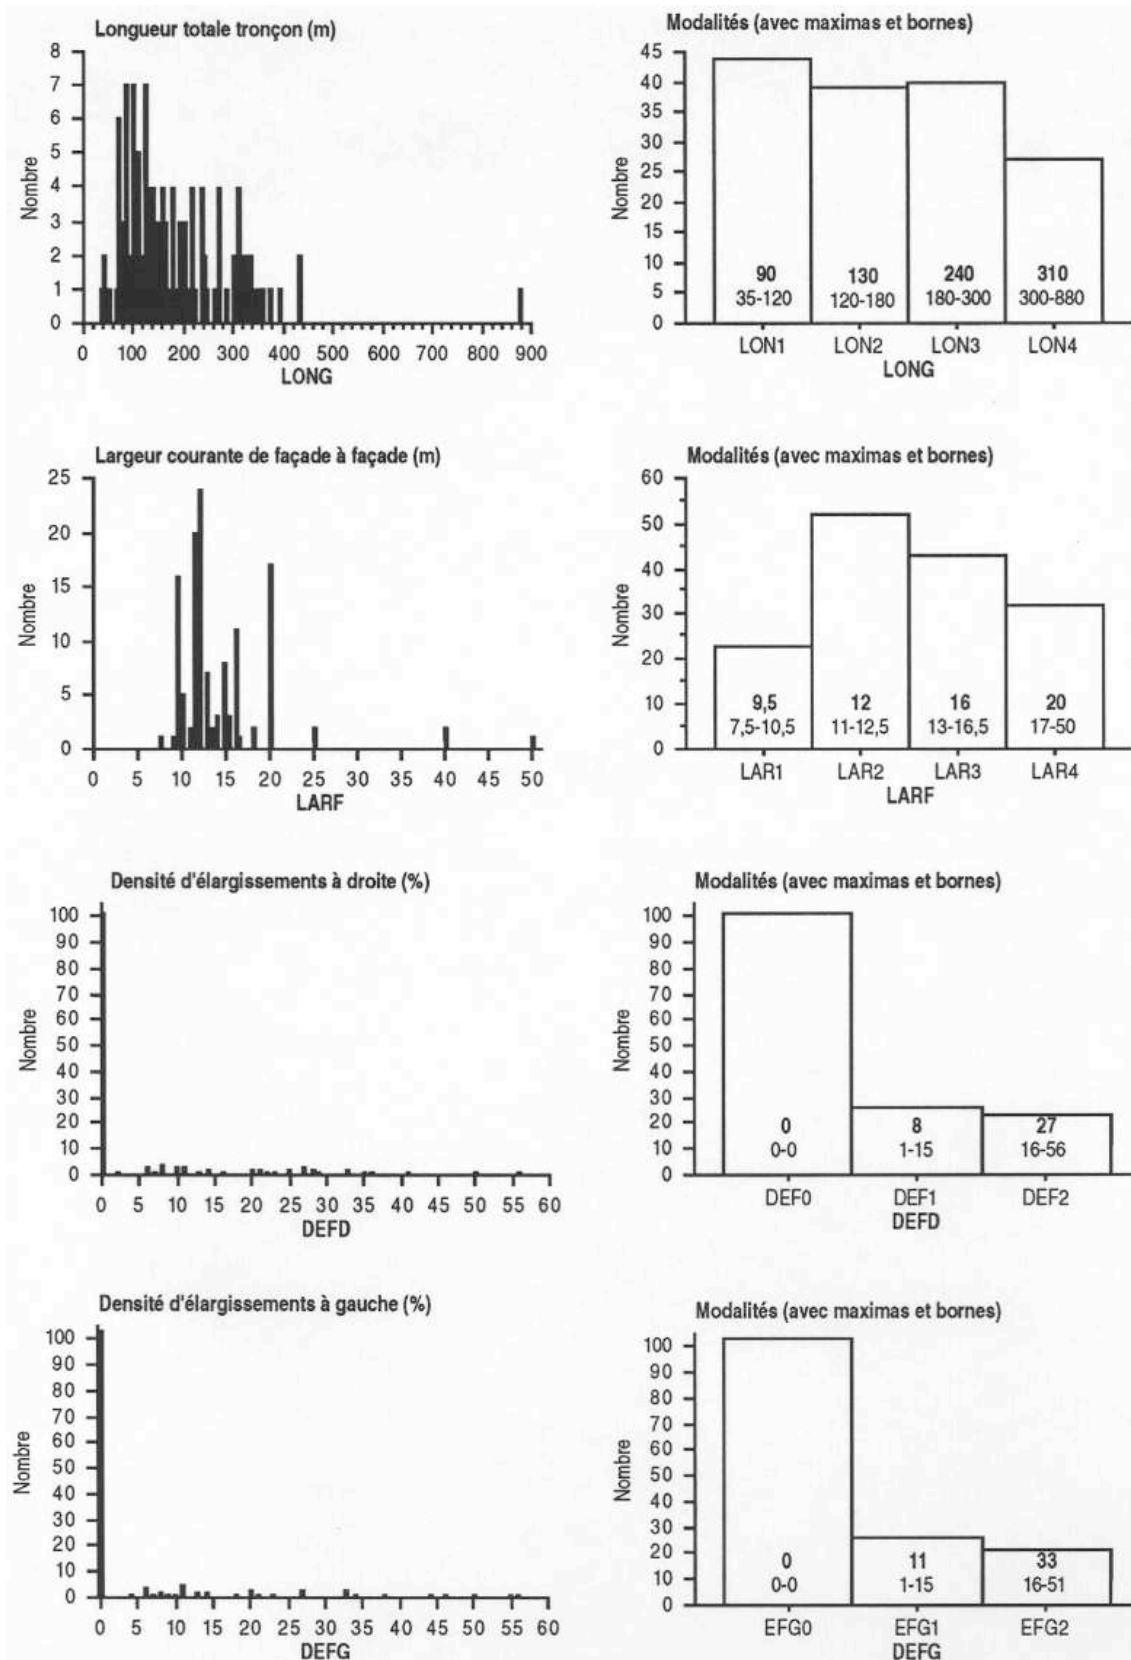 Longueur totale tronçon (m)
8
7
6
5
4
3
2
1
0
Nombre
0 100 200 300 400 500 600 700 800 900
LONG
Modalités (avec maximas et bornes)
45
40
35
30
25
20
15
10
5
0
Nombre
90 130 240 310
35-120 120-180 180-300 300-880
LON1 LON2 LON3 LON4
LONG
Largeur courante de façade à façade (m)
25
20
15
10
5
0
Nombre
0 5 10 15 20 25 30 35 40 45 50
LARF
Modalités (avec maximas et bornes)
60
50
40
30
20
10
0
Nombre
9,5 12 16 20
7,5-10,5 11-12,5 13-16,5 17-50
LAR1 LAR2 LAR3 LAR4
LARF
Densité d'élargissements à droite (%)
100
90
80
70
60
50
40
30
20
10
0
Nombre
0 5 10 15 20 25 30 35 40 45 50 55 60
DEFD
Modalités (avec maximas et bornes)
100
90
80
70
60
50
40
30
20
10
0
Nombre
0 8 27
0-0 1-15 16-56
DEF0 DEF1 DEF2
DEFD
Densité d'élargissements à gauche (%)
100
90
80
70
60
50
40
30
20
10
0
Nombre
0 5 10 15 20 25 30 35 40 45 50 55 60
DEFG
Modalités (avec maximas et bornes)
100
90
80
70
60
50
40
30
20
10
0
Nombre
0 11 33
0-0 1-15 16-51
EFG0 EFG1 EFG2
DEFG